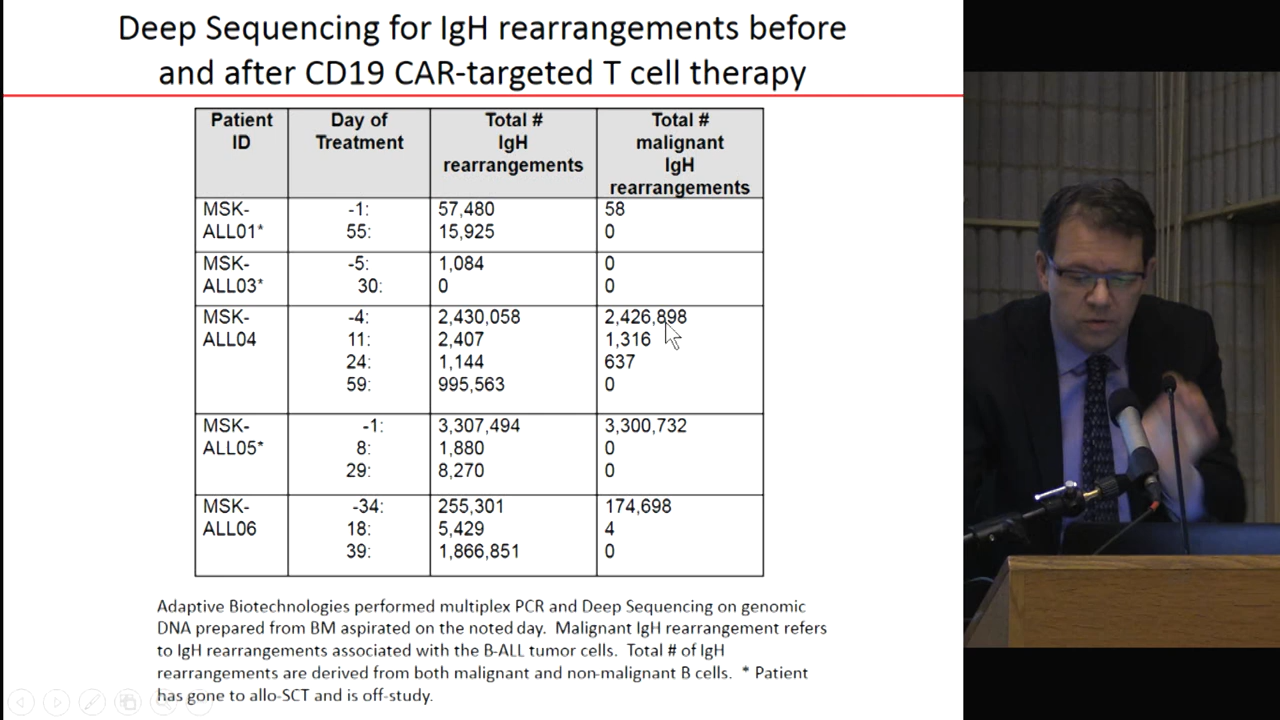 Deep Sequencing for IgH rearrangements before
and after CD19 CAR-targeted T cell therapy
Patient ID | Day of Treatment | Total # IgH rearrangements | Total # malignant IgH rearrangements
MSK- -1: 57,480 58
ALL01* 55: 15,925 0
MSK- -5: 1,084 0
ALL03* 30: 0 0
MSK- -4: 2,430,058 2,426,898
ALL04 11: 2,407 1,316
24: 1,144 637
59: 995,563 0
MSK- -1: 3,307,494 3,300,732
ALL05* 8: 1,880 0
29: 8,270 0
MSK- -34: 255,301 174,698
ALL06 18: 5,429 4
39: 1,866,851 0
Adaptive Biotechnologies performed multiplex PCR and Deep Sequencing on genomic
DNA prepared from BM aspirated on the noted day. Malignant IgH rearrangement refers
to IgH rearrangements associated with the B-ALL tumor cells. Total # of IgH
rearrangements are derived from both malignant and non-malignant B cells. * Patient
has gone to allo-SCT and is off-study.